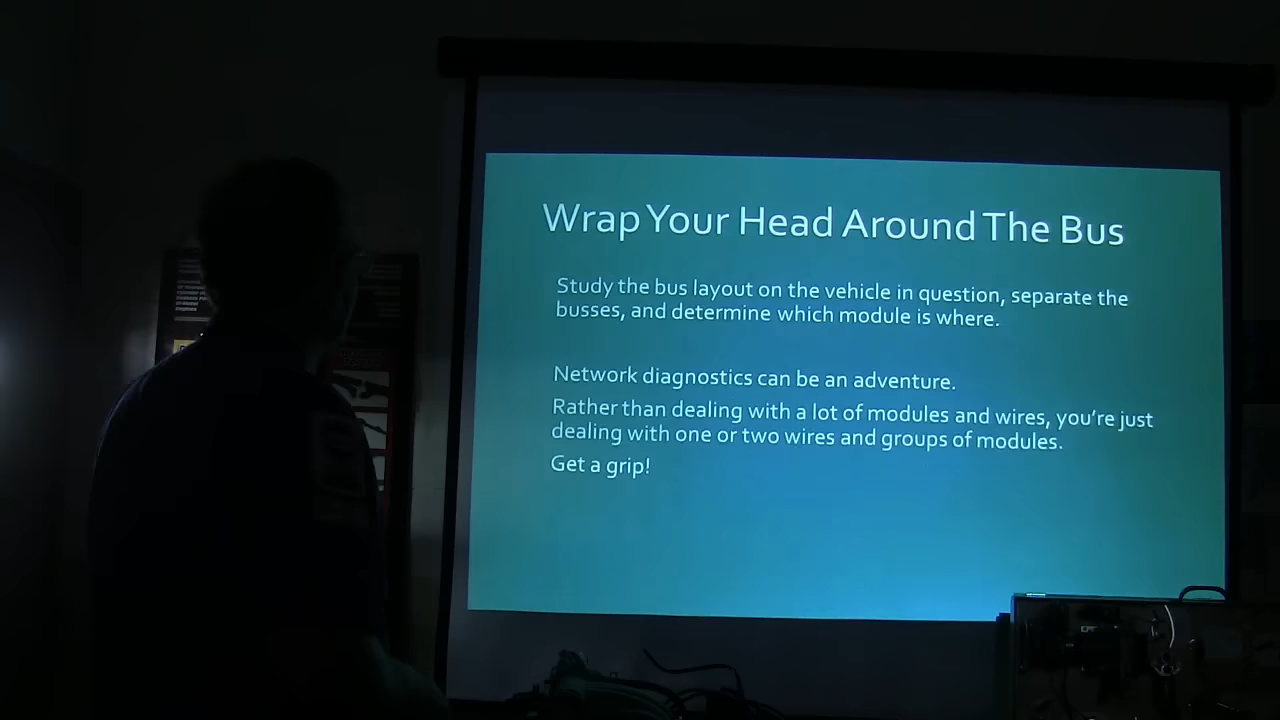 Wrap Your Head Around The Bus
Study the bus layout on the vehicle in question, separate the
busses, and determine which module is where.
Network diagnostics can be an adventure.
Rather than dealing with a lot of modules and wires, you're just
dealing with one or two wires and groups of modules.
Get a grip!